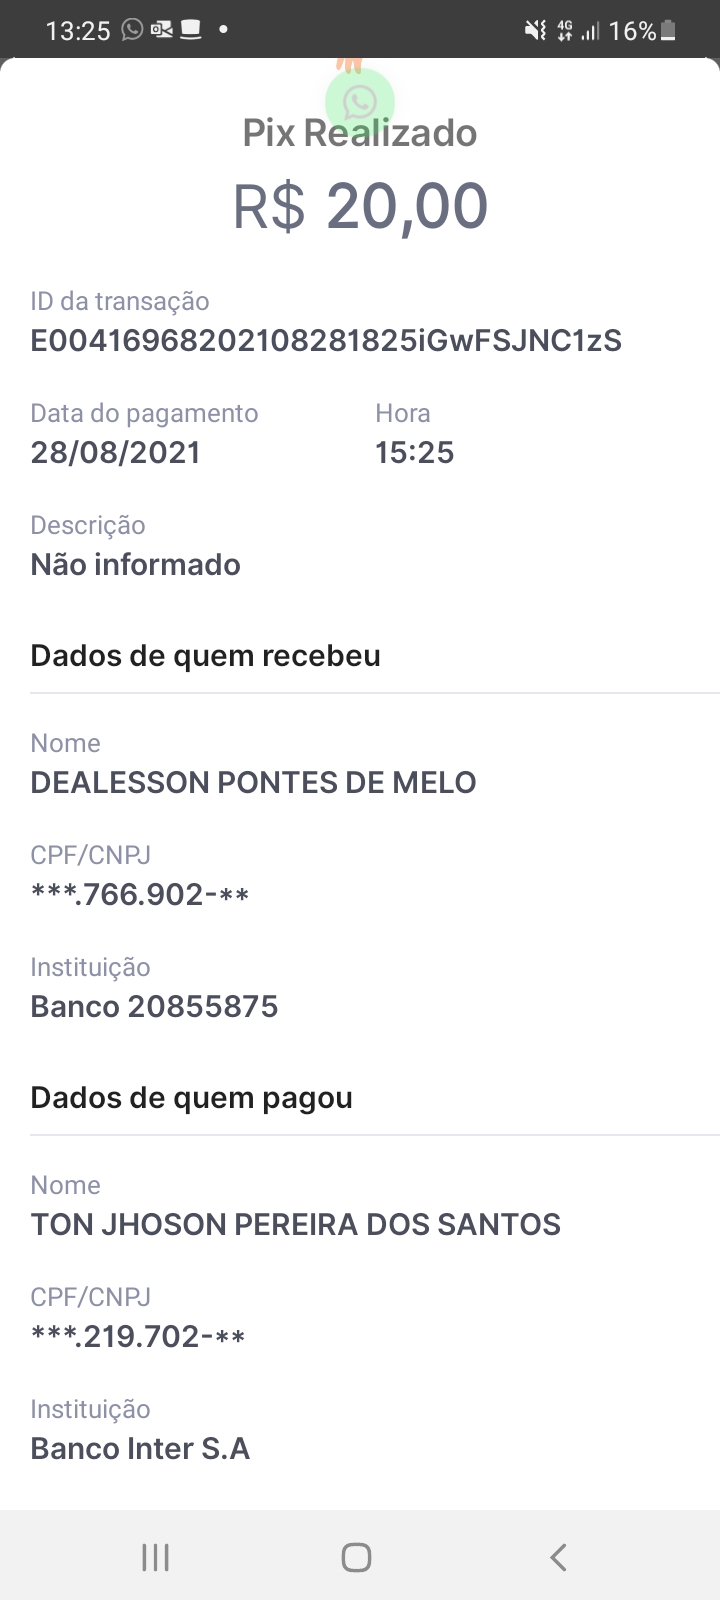 13:25 4G 16%
Pix Realizado
R$ 20,00
ID da transação
E00416968202108281825iGwFSJNC1zS
Data do pagamento Hora
28/08/2021 15:25
Descrição
Não informado
Dados de quem recebeu
Nome
DEALESSON PONTES DE MELO
CPF/CNPJ
***.766.902-**
Instituição
Banco 20855875
Dados de quem pagou
Nome
TON JHOSON PEREIRA DOS SANTOS
CPF/CNPJ
***.219.702-**
Instituição
Banco Inter S.A